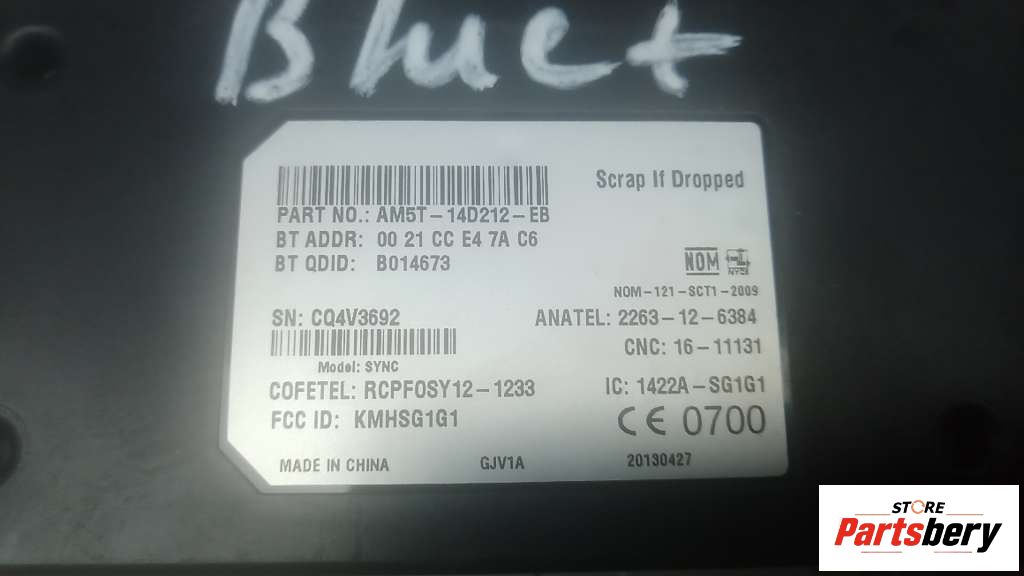 Bluet
Scrap If Dropped
PART NO.: AM5T-14D212-EB
BT ADDR: 00 21 CC E4 7A C6
BT QDID: B014673
NOM
NYCE
NOM-121-SCT1-2009
SN: CQ4V3692
ANATEL: 2263-12-6384
CNC: 16-11131
Model: SYNC
COFETEL: RCPFOSY12-1233
IC: 1422A-SG1G1
FCC ID: KMHSG1G1
CE 0700
MADE IN CHINA GJV1A 20130427
STORE
Partsbery